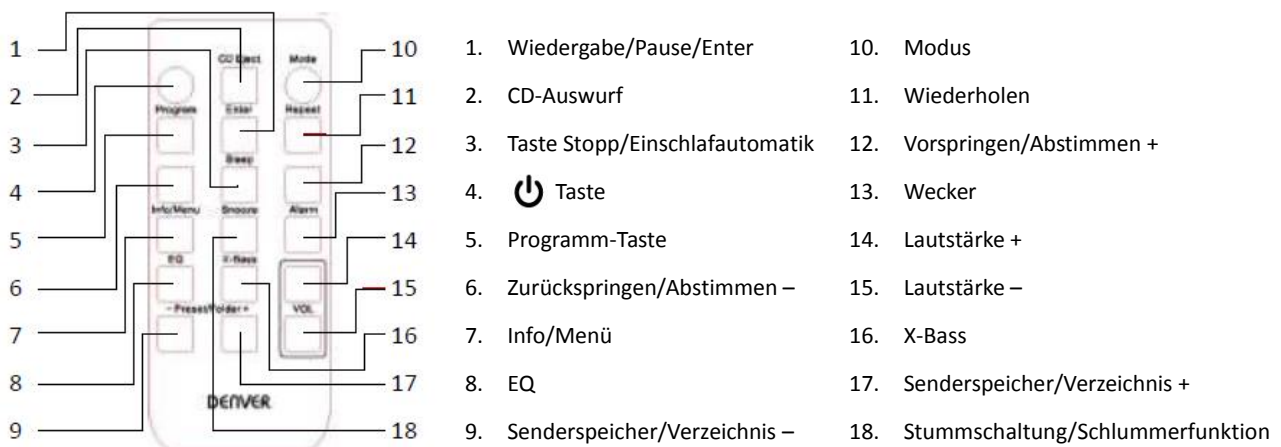 CD Eject Mode
Program Enter Repeat
Sleep
Info/Menu Snooze Alarm
EQ X-Bass
- Preset/Folder + VOL
DENVER
1
2
3
4
5
6
7
8
9
10
11
12
13
14
15
16
17
18
1. Wiedergabe/Pause/Enter
2. CD-Auswurf
3. Taste Stopp/Einschlafautomatik
4. Taste
5. Programm-Taste
6. Zurückspringen/Abstimmen –
7. Info/Menü
8. EQ
9. Senderspeicher/Verzeichnis –
10. Modus
11. Wiederholen
12. Vorspringen/Abstimmen +
13. Wecker
14. Lautstärke +
15. Lautstärke –
16. X-Bass
17. Senderspeicher/Verzeichnis +
18. Stummschaltung/Schlummerfunktion